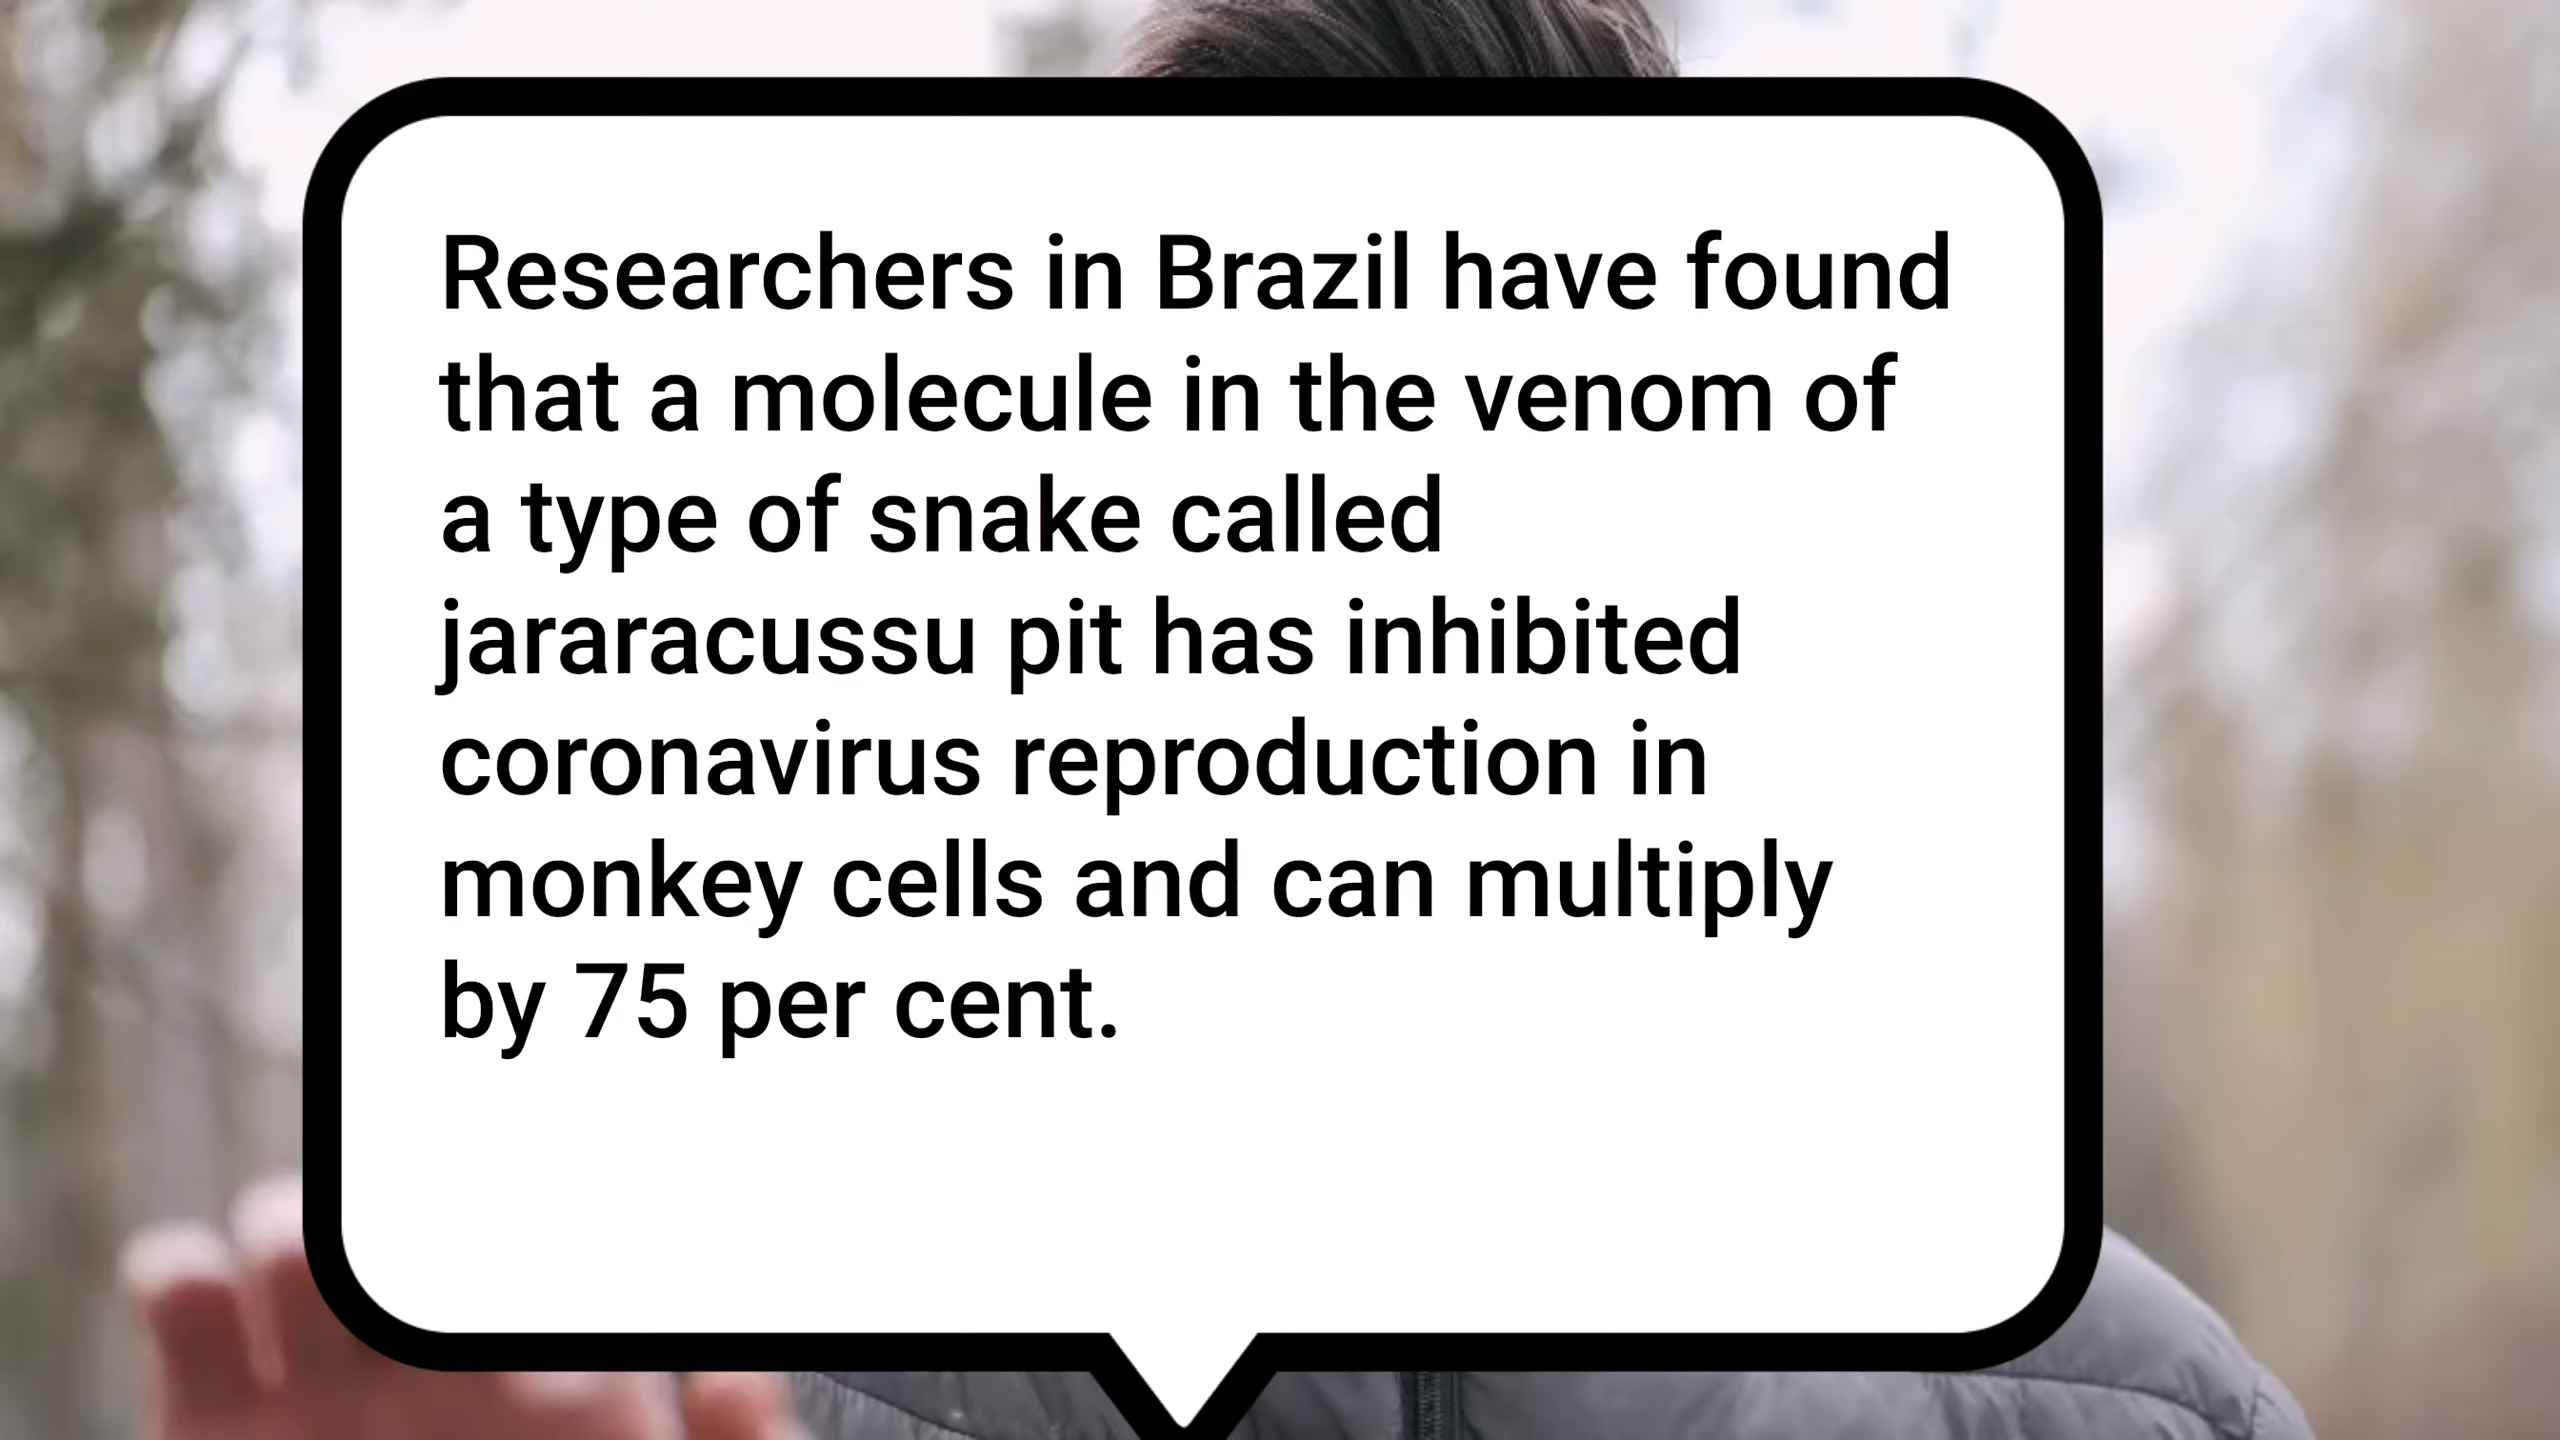 Researchers in Brazil have found
that a molecule in the venom of
a type of snake called
jararacussu pit has inhibited
coronavirus reproduction in
monkey cells and can multiply
by 75 per cent.